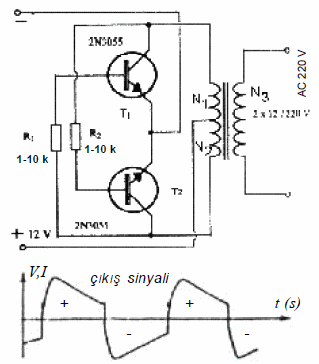 −
2N3055
T1
R1
1-10 k
R2
1-10 k
N1
N2
N3
AC 220 V
2 x 12 / 220 V
T2
+ 12 V
2N3055
V,I
çıkış sinyali
t (s)
+ - + -